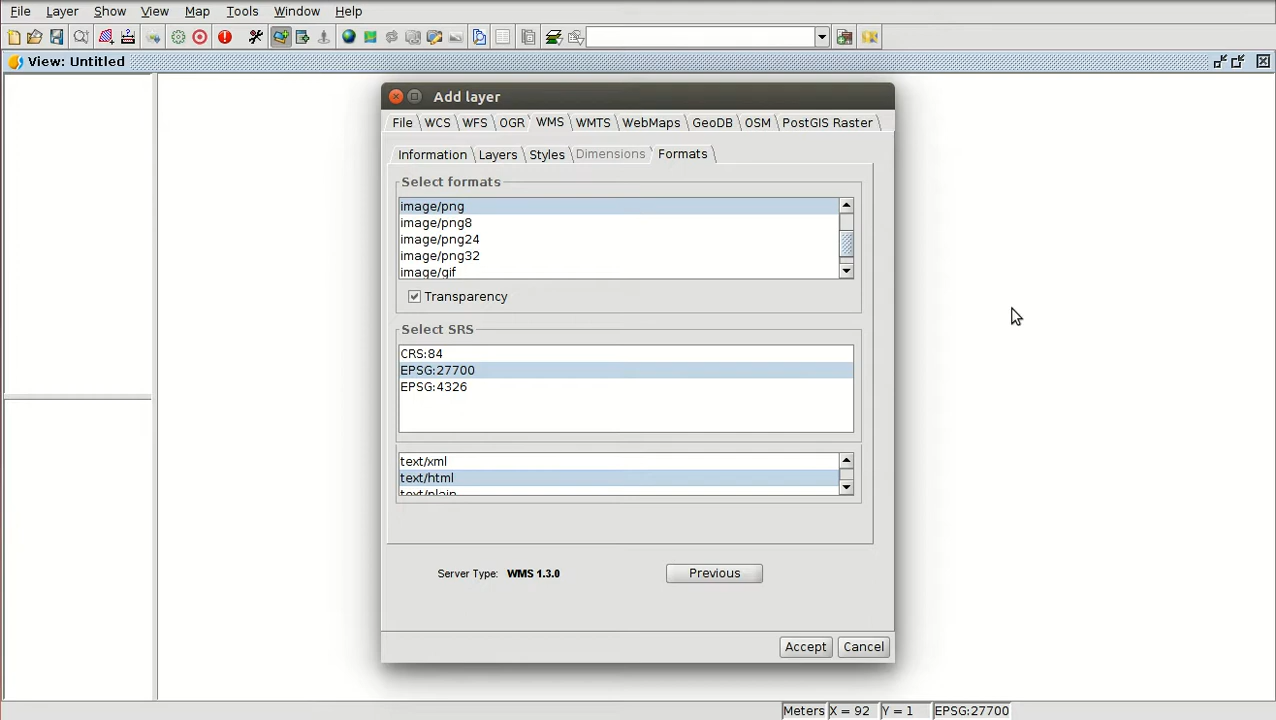 File Layer Show View Map Tools Window Help
View: Untitled
Add layer
File WCS WFS OGR WMS WMTS WebMaps GeoDB OSM PostGIS Raster
Information Layers Styles Dimensions Formats
Select formats
image/png
image/png8
image/png24
image/png32
image/gif
Transparency
Select SRS
CRS:84
EPSG:27700
EPSG:4326
text/xml
text/html
text/plain
Server Type: WMS 1.3.0
Previous
Accept Cancel
Meters X = 92 Y = 1 EPSG:27700